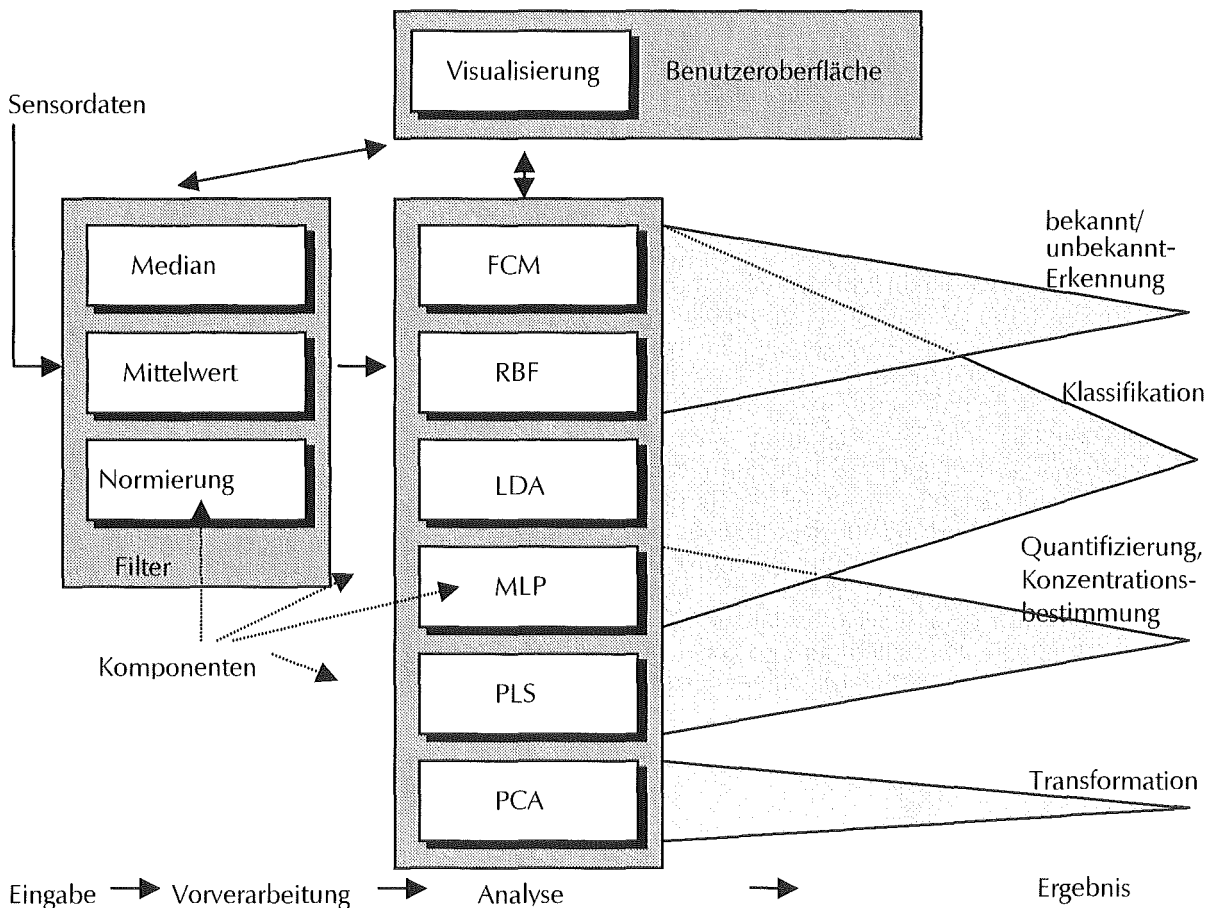 Visualisierung
Benutzeroberfläche
Sensordaten
Median
Mittelwert
Normierung
Filter
Komponenten
FCM
RBF
LDA
MLP
PLS
PCA
bekannt/
unbekannt-
Erkennung
Klassifikation
Quantifizierung,
Konzentrations-
bestimmung
Transformation
Eingabe
Vorverarbeitung
Analyse
Ergebnis